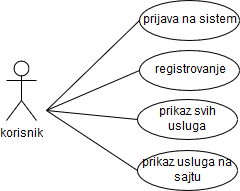 prijava na sistem
registrovanje
korisnik
prikaz svih
usluga
prikaz usluga na
sajtu